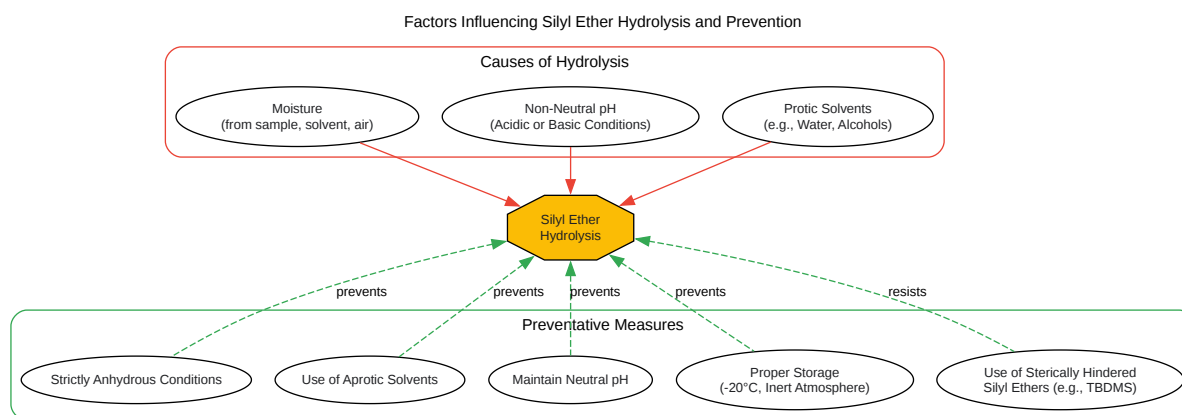 Factors Influencing Silyl Ether Hydrolysis and Prevention
Causes of Hydrolysis
Moisture
(from sample, solvent, air)
Non-Neutral pH
(Acidic or Basic Conditions)
Protic Solvents
(e.g., Water, Alcohols)
Silyl Ether
Hydrolysis
prevents
prevents
prevents
prevents
resists
Preventative Measures
Strictly Anhydrous Conditions
Use of Aprotic Solvents
Maintain Neutral pH
Proper Storage
(-20°C, Inert Atmosphere)
Use of Sterically Hindered
Silyl Ethers (e.g., TBDMS)